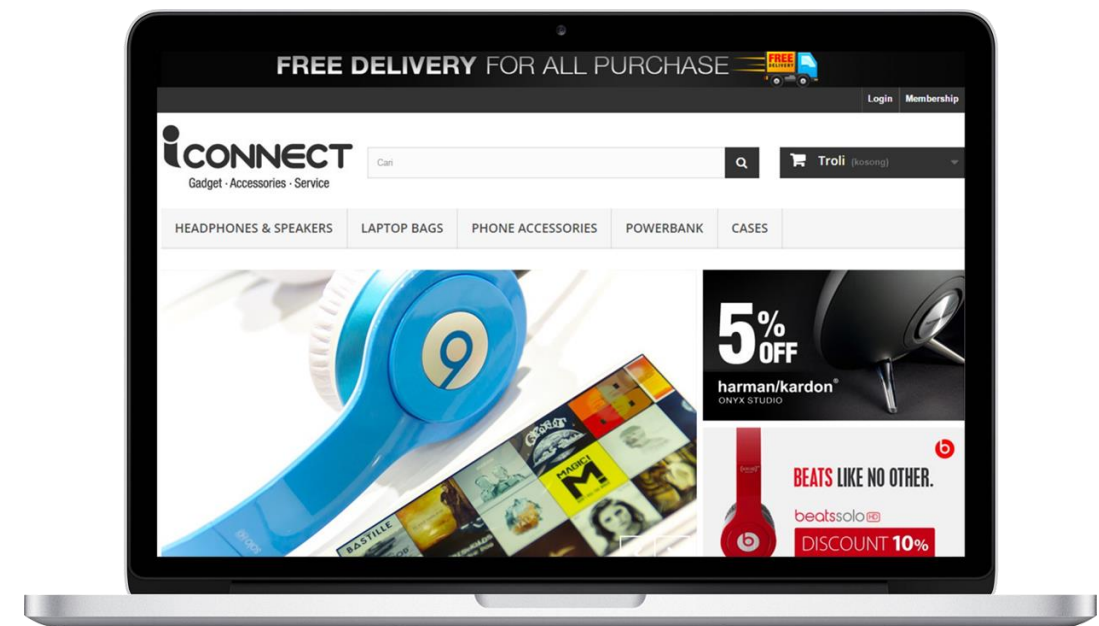 FREE DELIVERY FOR ALL PURCHASE
FREE
DELIVERY
Login Membership
iCONNECT
Gadget · Accessories · Service
Cari
Troli (kosong)
HEADPHONES & SPEAKERS LAPTOP BAGS PHONE ACCESSORIES POWERBANK CASES
5% OFF
harman/kardon®
ONYX STUDIO
BEATS LIKE NO OTHER.
beatssolo HD
DISCOUNT 10%
MAGIC!
M
BASTILLE